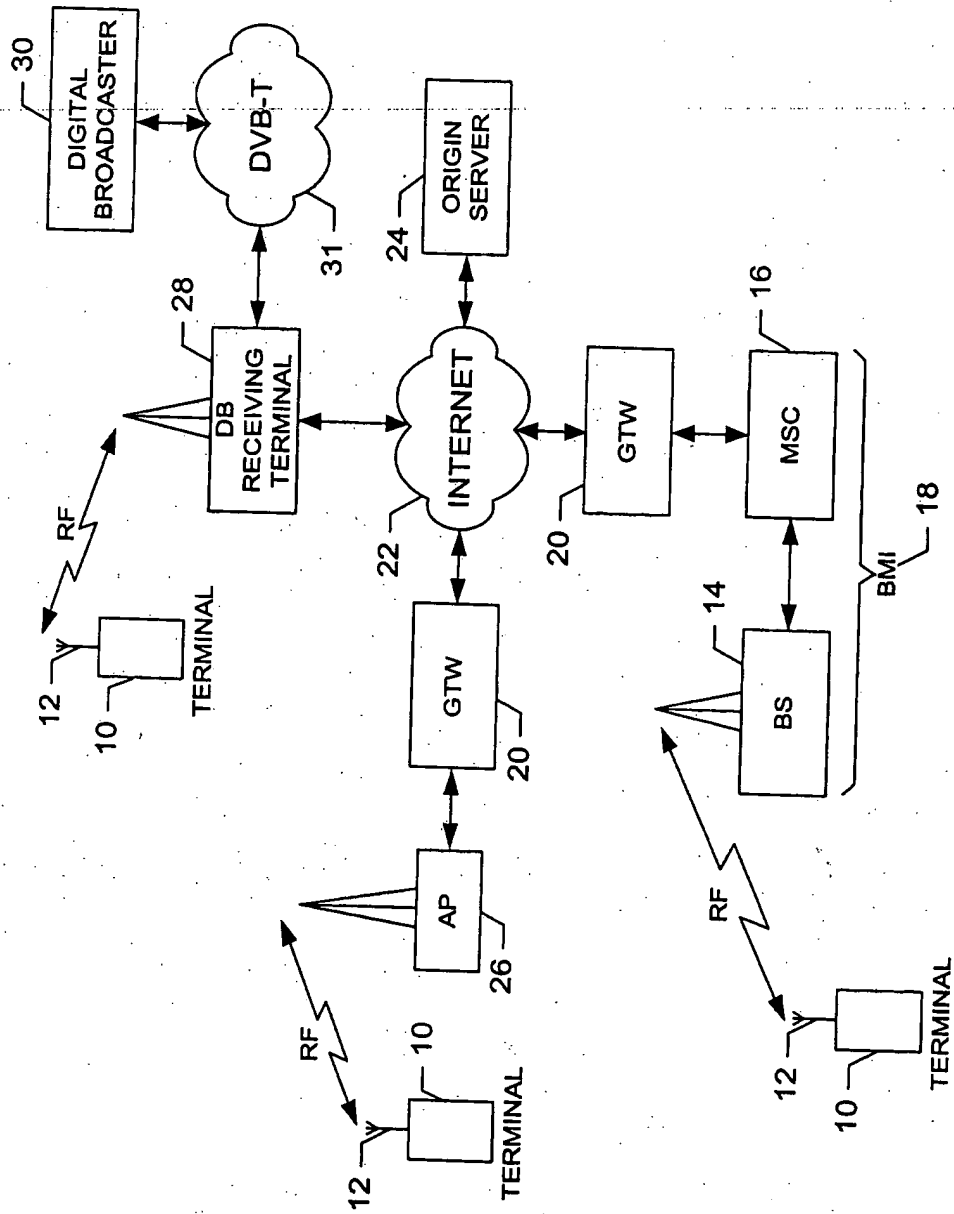 30
DIGITAL
BROADCASTER
DVB-T
31
28
DB
RECEIVING
TERMINAL
RF
12
10
TERMINAL
24
ORIGIN
SERVER
INTERNET
22
GTW
20
AP
26
RF
12
10
TERMINAL
GTW
20
16
MSC
14
BS
BMI
18
RF
12
10
TERMINAL